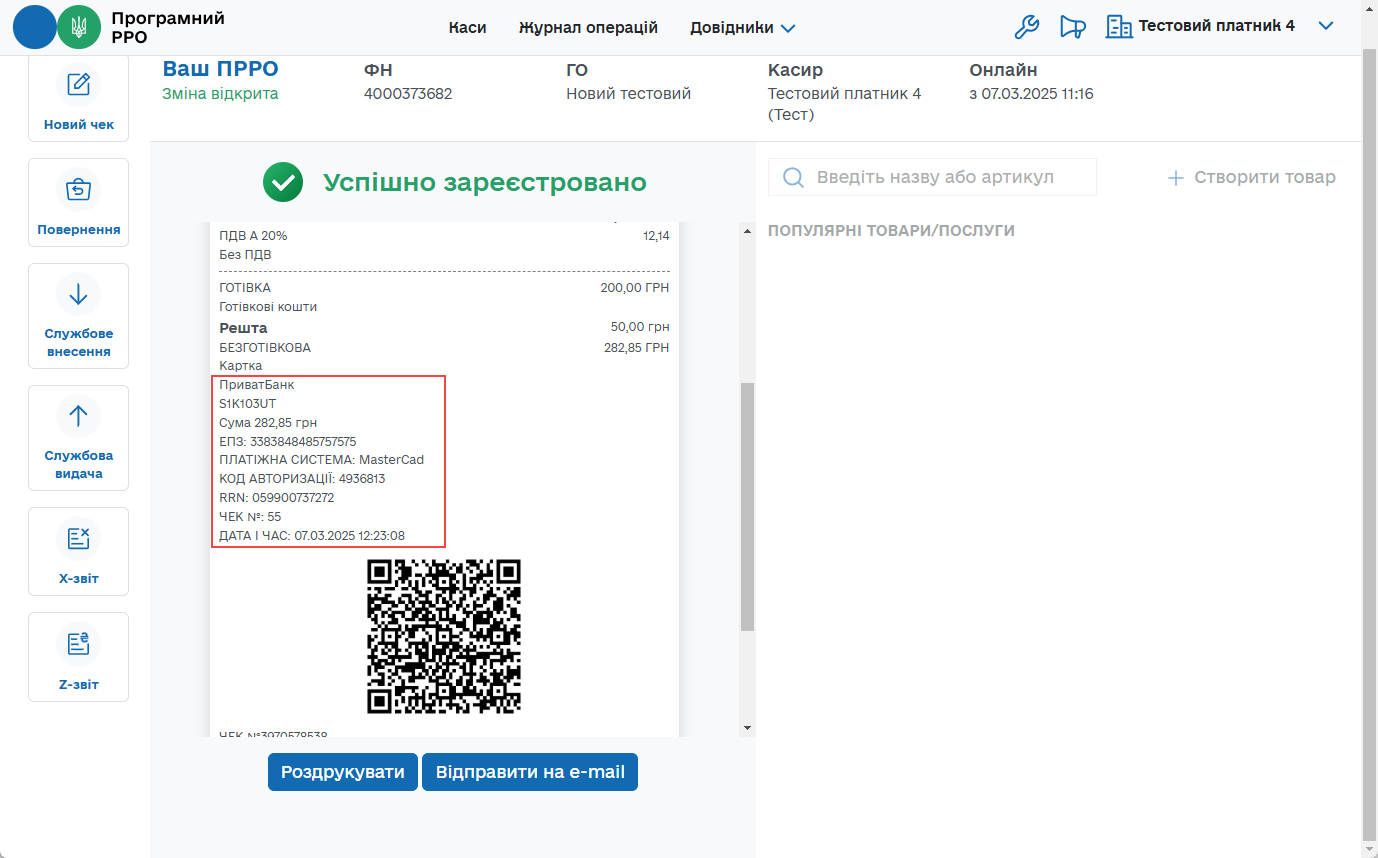 Програмний
РРО
Каси
Журнал операцій
Довідники
Тестовий платник 4
Ваш ПРРО
Зміна відкрита
ФН
4000373682
ГО
Новий тестовий
Касир
Тестовий платник 4
(Тест)
Онлайн
з 07.03.2025 11:16
Новий чек
Повернення
Службове
внесення
Службова
видача
X-звіт
Z-звіт
Успішно зареєстровано
ПДВ А 20% 12,14
Без ПДВ
ГОТІВКА 200,00 ГРН
Готівкові кошти
Решта 50,00 грн
БЕЗГОТІВКОВА 282,85 ГРН
Картка
ПриватБанк
S1K103UT
Сума 282,85 грн
ЕПЗ: 3383848485757575
ПЛАТІЖНА СИСТЕМА: MasterCad
КОД АВТОРИЗАЦІЇ: 4936813
RRN: 059900737272
ЧЕК №: 55
ДАТА І ЧАС: 07.03.2025 12:23:08
ЧЕК №3970578538
Роздрукувати
Відправити на e-mail
Введіть назву або артикул
Створити товар
ПОПУЛЯРНІ ТОВАРИ/ПОСЛУГИ